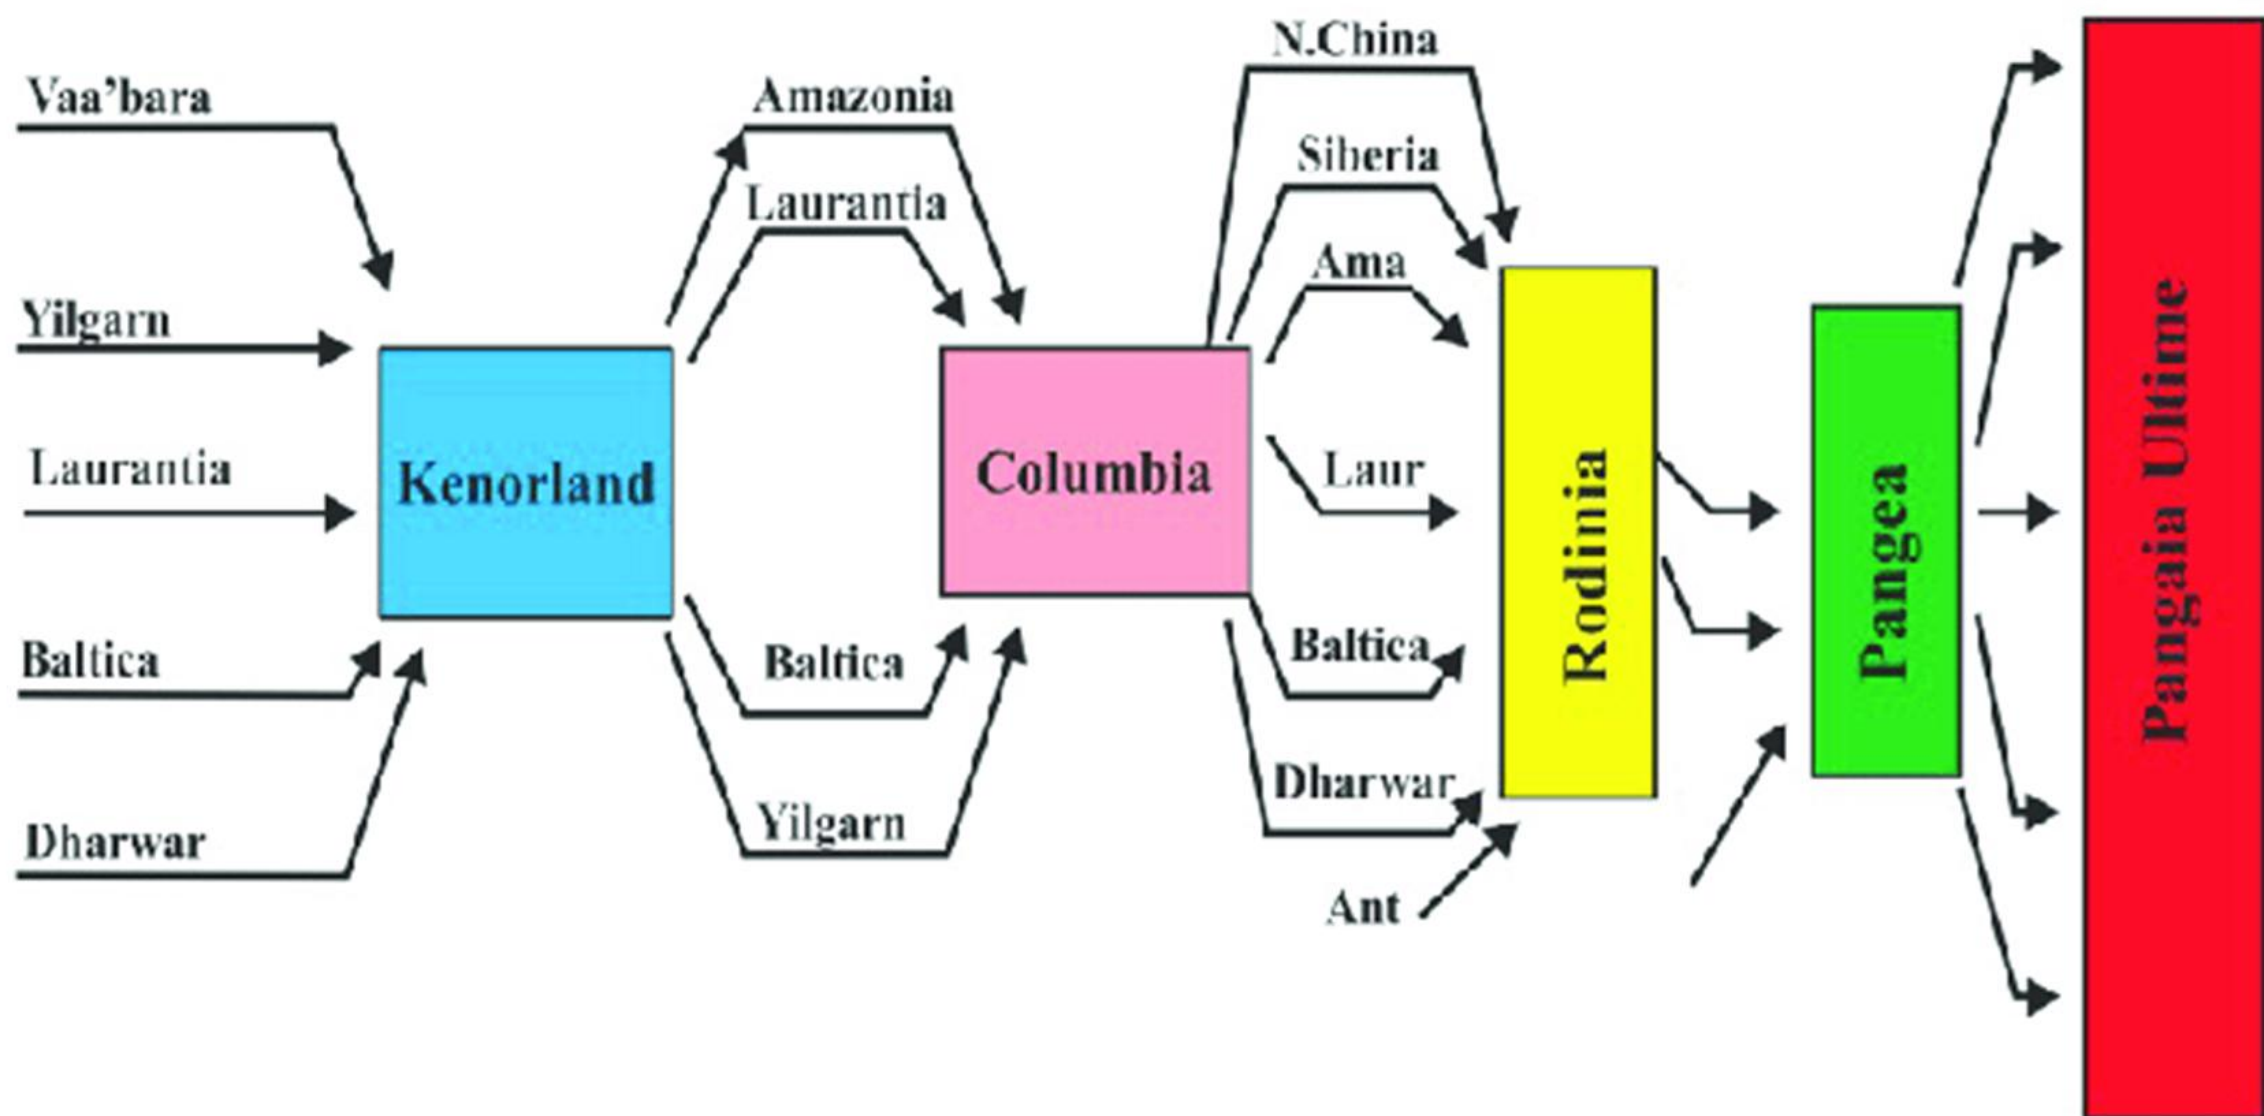 Vaa'bara
Yilgarn
Laurantia
Baltica
Dharwar
Kenorland
Amazonia
Laurantia
Baltica
Yilgarn
Columbia
N.China
Siberia
Ama
Laur
Baltica
Dharwar
Ant
Rodinia
Pangea
Pangaia Ultime